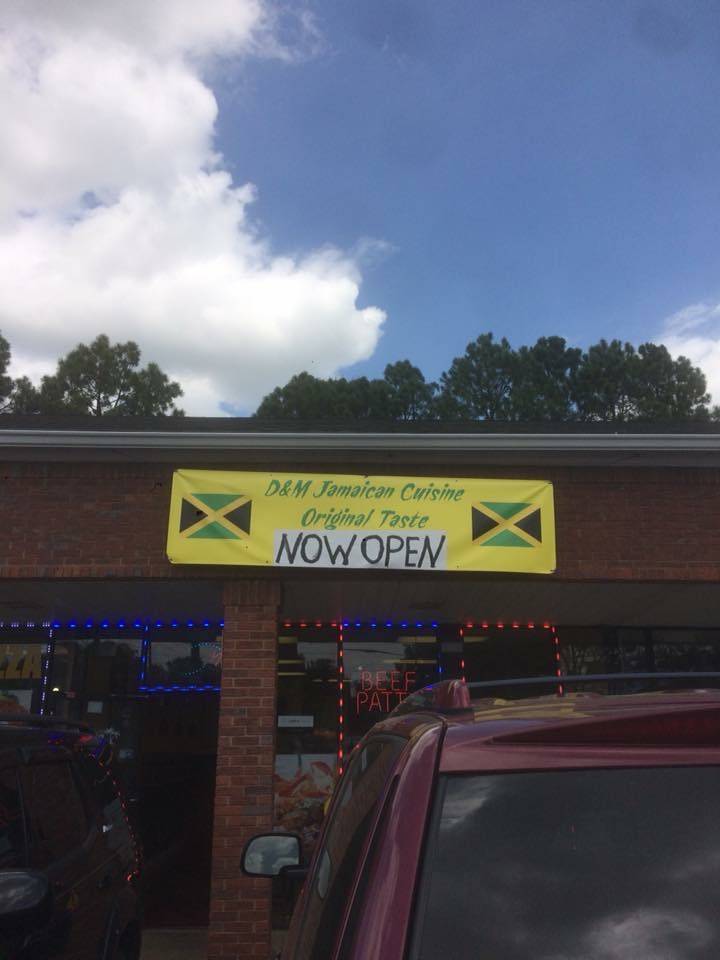 D&M Jamaican Cuisine
Original Taste
NOW OPEN
BEEF